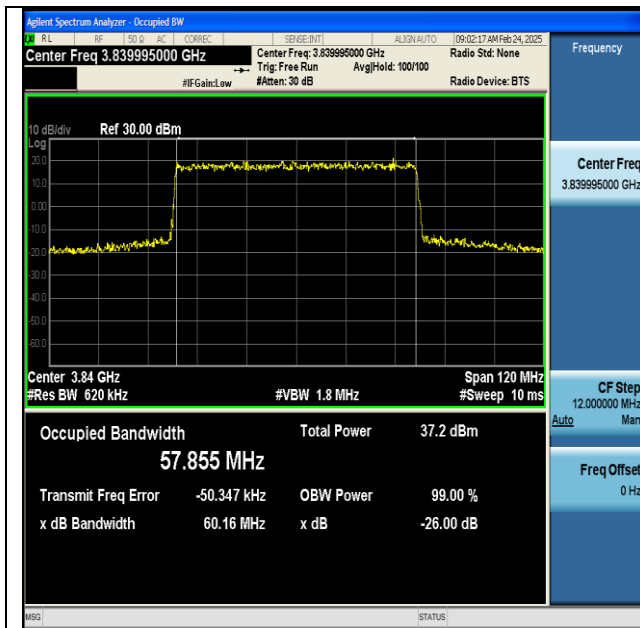 Agilent Spectrum Analyzer - Occupied BW
LXI RL RF 50 Ω AC CORREC SENSE:INT ALIGN AUTO 09:02:17 AM Feb 24, 2025
Center Freq 3.839995000 GHz
Center Freq: 3.839995000 GHz Radio Std: None
Trig: Free Run Avg|Hold: 100/100
#IFGain:Low #Atten: 30 dB Radio Device: BTS
10 dB/div Ref 30.00 dBm
Log
20.0
10.0
0.00
-10.0
-20.0
-30.0
-40.0
-50.0
-60.0
Center 3.84 GHz Span 120 MHz
#Res BW 620 kHz #VBW 1.8 MHz #Sweep 10 ms
Occupied Bandwidth Total Power 37.2 dBm
57.855 MHz
Transmit Freq Error -50.347 kHz OBW Power 99.00 %
x dB Bandwidth 60.16 MHz x dB -26.00 dB
MSG STATUS
Frequency
Center Freq
3.839995000 GHz
CF Step
12.000000 MHz
Auto Man
Freq Offset
0 Hz